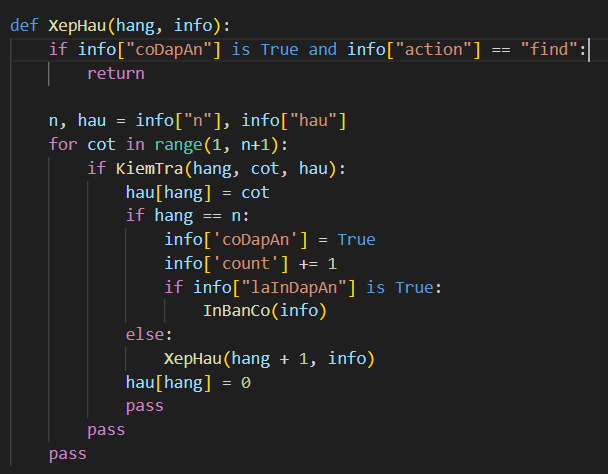 def XepHau(hang, info):
    if info["coDapAn"] is True and info["action"] == "find":
        return

    n, hau = info["n"], info["hau"]
    for cot in range(1, n+1):
        if KiemTra(hang, cot, hau):
            hau[hang] = cot
            if hang == n:
                info['coDapAn'] = True
                info['count'] += 1
                if info["laInDapAn"] is True:
                    InBanCo(info)
            else:
                XepHau(hang + 1, info)
            hau[hang] = 0
            pass
        pass
    pass